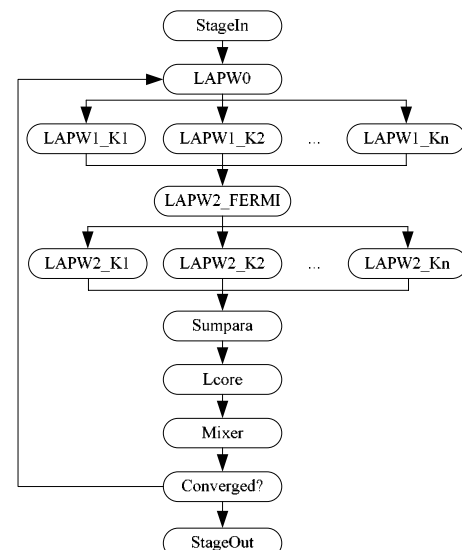 StageIn
LAPW0
LAPW1_K1 LAPW1_K2 ... LAPW1_Kn
LAPW2_FERMI
LAPW2_K1 LAPW2_K2 ... LAPW2_Kn
Sumpara
Lcore
Mixer
Converged?
StageOut